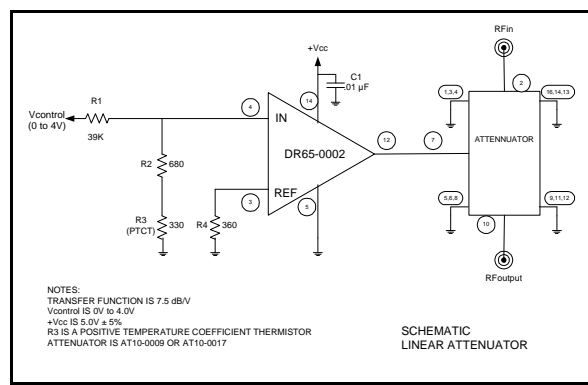 RFin
+Vcc
C1
.01 µF
2
1,3,4
16,14,13
R1
Vcontrol
(0 to 4V)
39K
4
14
IN
DR65-0002
12
7
ATTENNUATOR
R2
680
REF
3
5
5,6,8
9,11,12
R3
(PTCT)
330
R4
360
10
RFoutput
NOTES:
TRANSFER FUNCTION IS 7.5 dB/V
Vcontrol IS 0V to 4.0V
+Vcc IS 5.0V ± 5%
R3 IS A POSITIVE TEMPERATURE COEFFICIENT THERMISTOR
ATTENUATOR IS AT10-0009 OR AT10-0017
SCHEMATIC
LINEAR ATTENUATOR